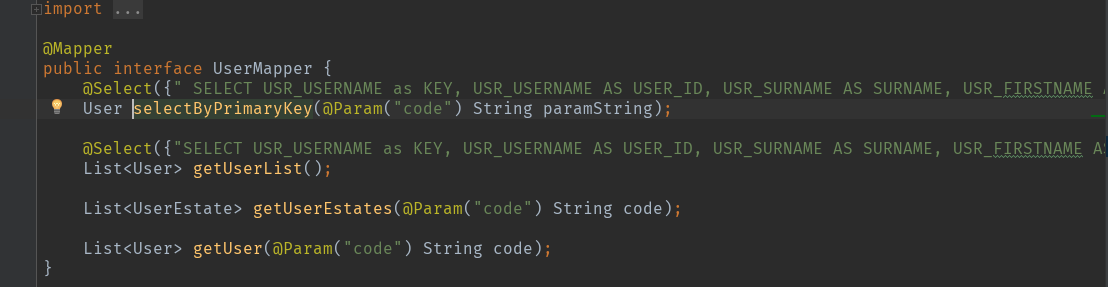 import ...
@Mapper
public interface UserMapper {
@Select({" SELECT USR_USERNAME as KEY, USR_USERNAME AS USER_ID, USR_SURNAME AS SURNAME, USR_FIRSTNAME A
User selectByPrimaryKey(@Param("code") String paramString);
@Select({"SELECT USR_USERNAME as KEY, USR_USERNAME AS USER_ID, USR_SURNAME AS SURNAME, USR_FIRSTNAME AS
List<User> getUserList();
List<UserEstate> getUserEstates(@Param("code") String code);
List<User> getUser(@Param("code") String code);
}